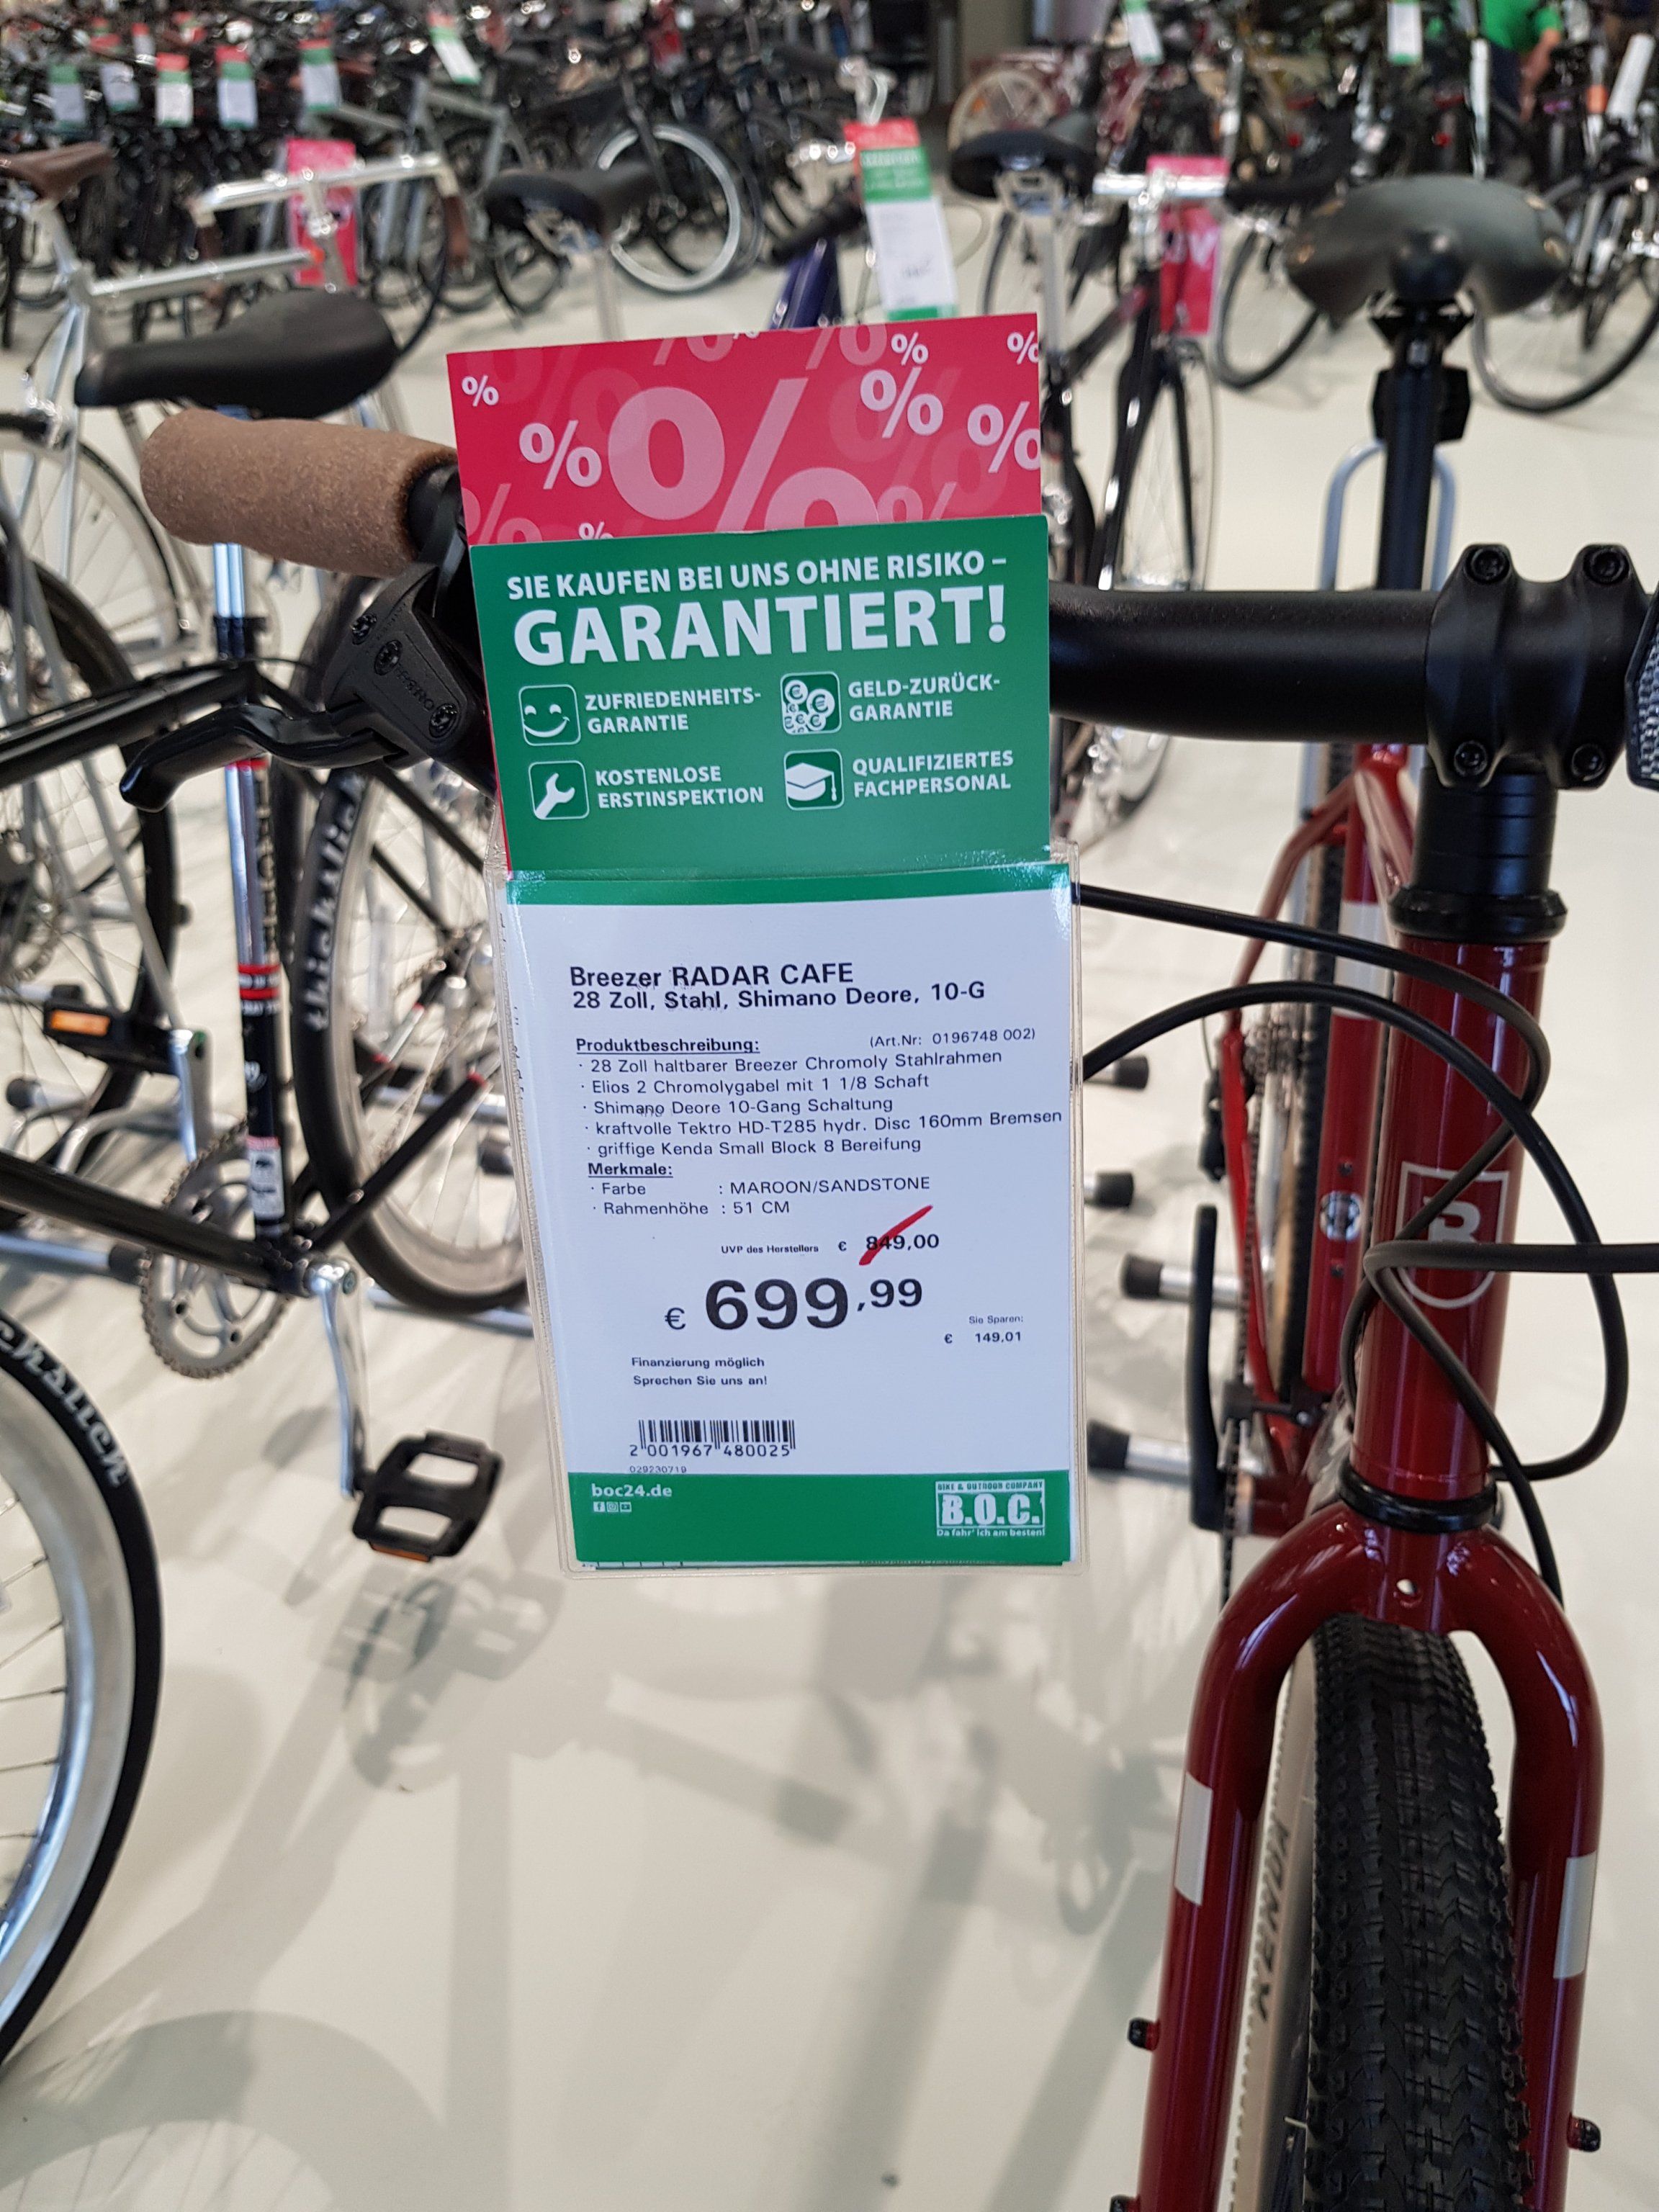 %
%
%
%
%
%
%
%
SIE KAUFEN BEI UNS OHNE RISIKO –
GARANTIERT!
ZUFRIEDENHEITS-
GARANTIE
GELD-ZURÜCK-
GARANTIE
KOSTENLOSE
ERSTINSPEKTION
QUALIFIZIERTES
FACHPERSONAL
Breezer RADAR CAFE
28 Zoll, Stahl, Shimano Deore, 10-G
Produktbeschreibung: (Art.Nr: 0196748 002)
· 28 Zoll haltbarer Breezer Chromoly Stahlrahmen
· Elios 2 Chromolygabel mit 1 1/8 Schaft
· Shimano Deore 10-Gang Schaltung
· kraftvolle Tektro HD-T285 hydr. Disc 160mm Bremsen
· griffige Kenda Small Block 8 Bereifung
Merkmale:
· Farbe : MAROON/SANDSTONE
· Rahmenhöhe : 51 CM
UVP des Herstellers € 849,00
€ 699,99
Sie Sparen:
€ 149,01
Finanzierung möglich
Sprechen Sie uns an!
2 001967 480025
029230719
boc24.de
BIKE & OUTDOOR COMPANY
B.O.C.
Da fahr' ich am besten!
B